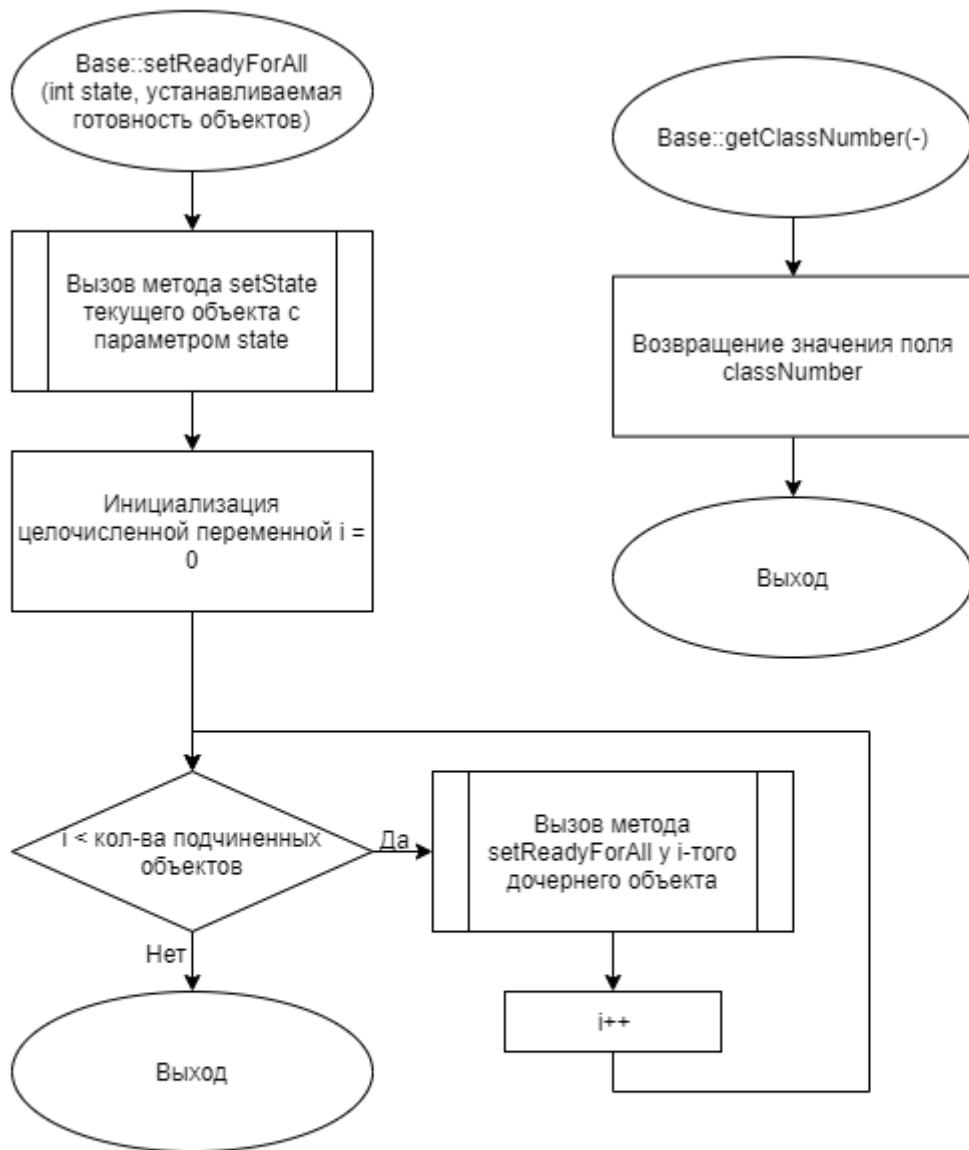 Base::setReadyForAll
(int state, устанавливаемая
готовность объектов)
Вызов метода setState
текущего объекта с
параметром state
Инициализация
целочисленной переменной i =
0
i < кол-ва подчиненных
объектов
Да
Вызов метода
setReadyForAll у i-того
дочернего объекта
i++
Нет
Выход
Base::getClassNumber(-)
Возвращение значения поля
classNumber
Выход